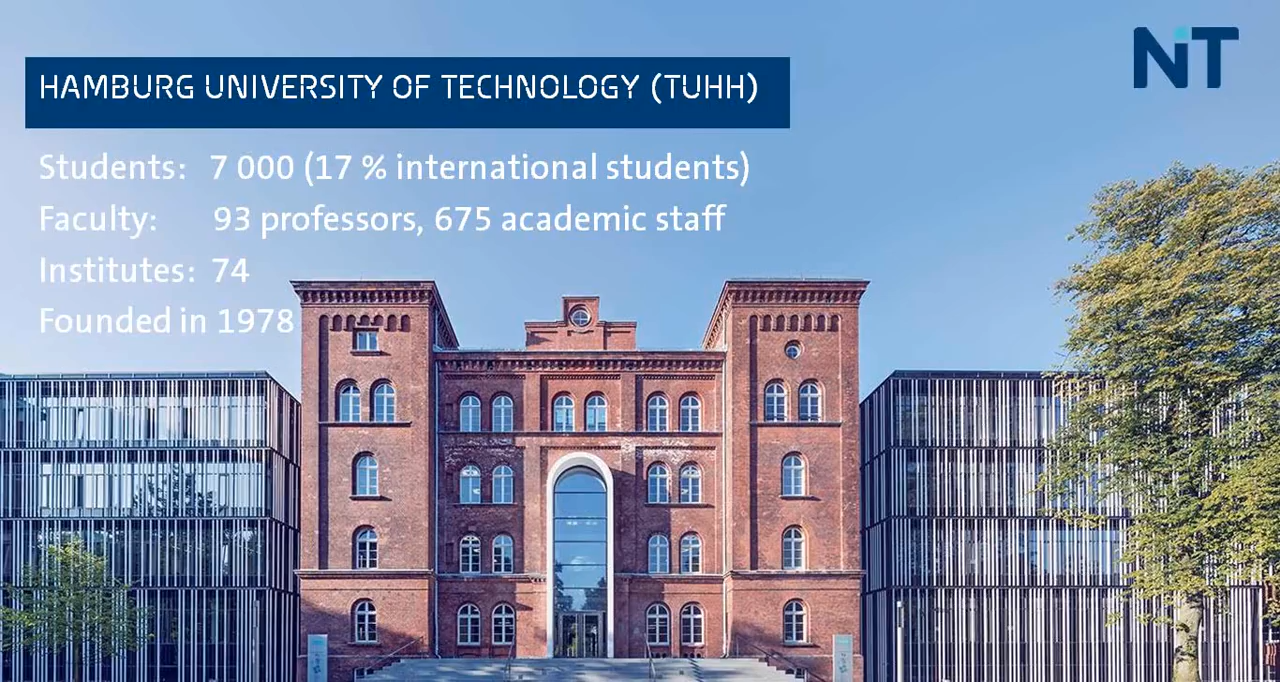 HAMBURG UNIVERSITY OF TECHNOLOGY (TUHH)
NiT
Students: 7 000 (17 % international students)
Faculty: 93 professors, 675 academic staff
Institutes: 74
Founded in 1978